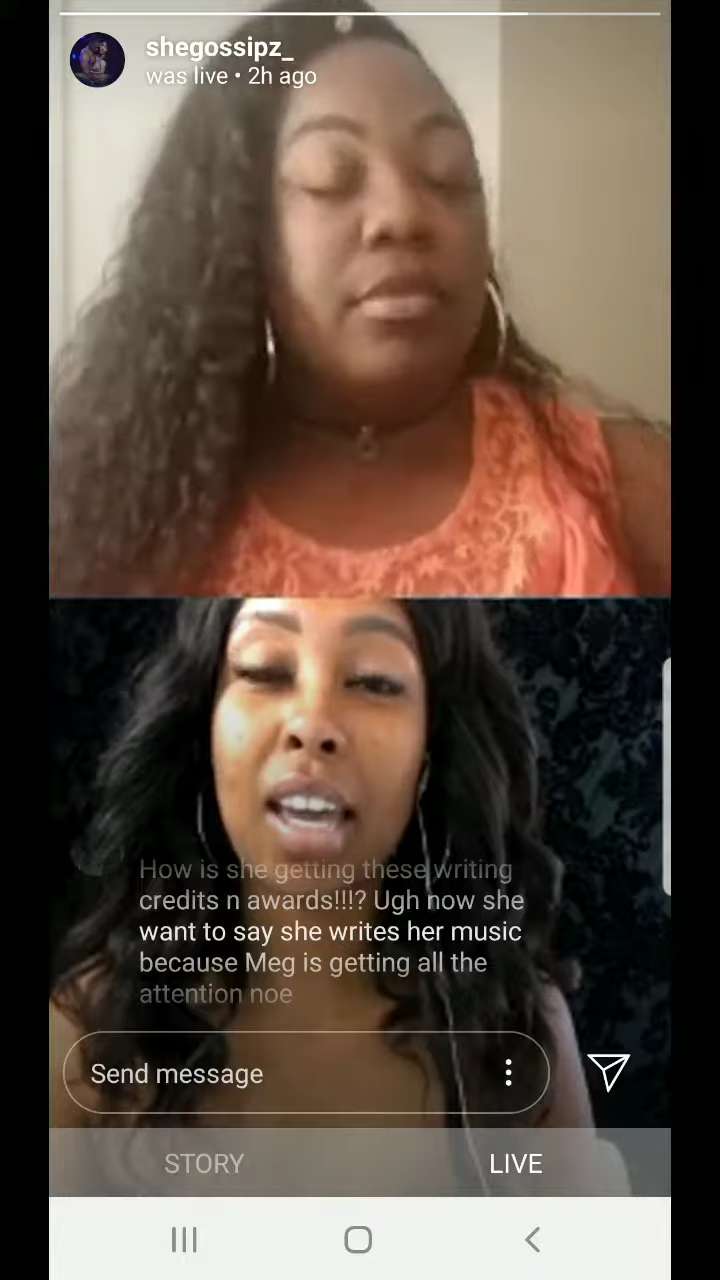 shegossipz_
was live • 2h ago
How is she getting these writing
credits n awards!!!? Ugh now she
want to say she writes her music
because Meg is getting all the
attention noe
Send message
STORY
LIVE